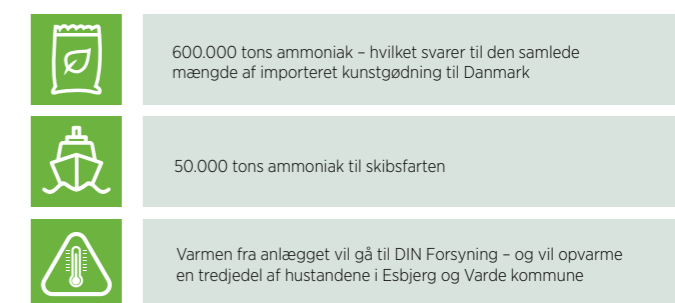 600.000 tons ammoniak – hvilket svarer til den samlede
mængde af importeret kunstgødning til Danmark
50.000 tons ammoniak til skibsfarten
Varmen fra anlægget vil gå til DIN Forsyning – og vil opvarme
en tredjedel af hustandene i Esbjerg og Varde kommune